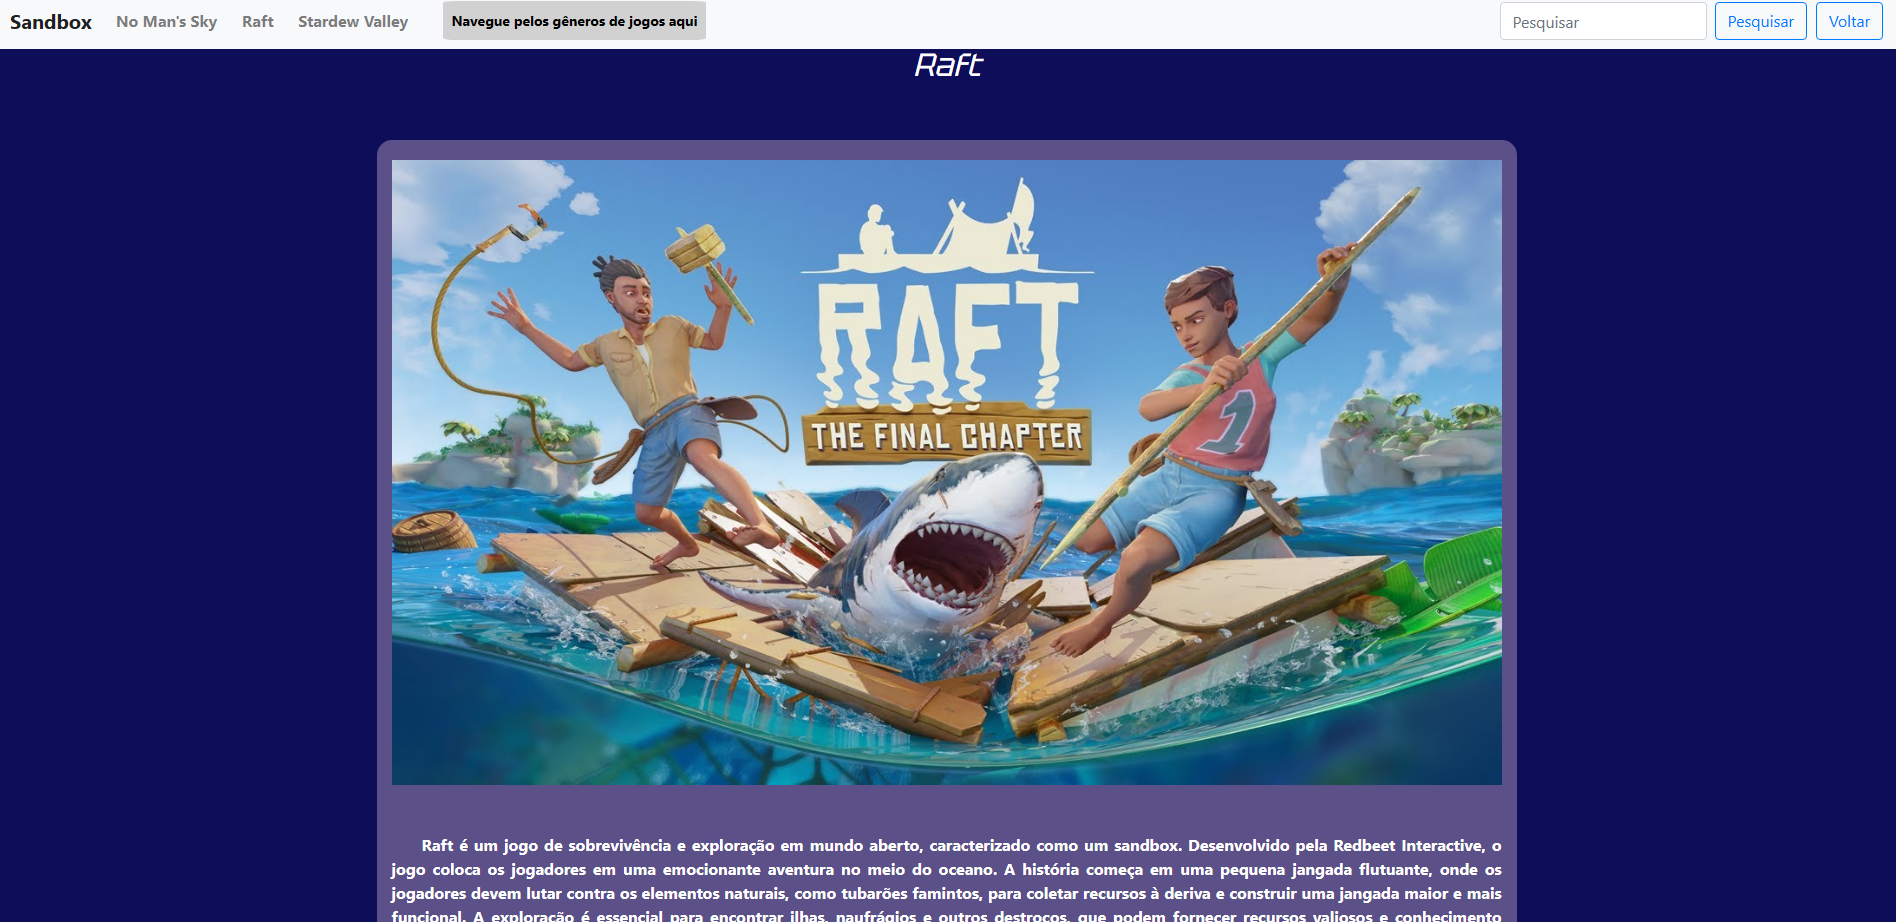 Sandbox No Man's Sky Raft Stardew Valley Navegue pelos gêneros de jogos aqui Pesquisar Pesquisar Voltar
Raft
RAFT
THE FINAL CHAPTER
1
Raft é um jogo de sobrevivência e exploração em mundo aberto, caracterizado como um sandbox. Desenvolvido pela Redbeet Interactive, o
jogo coloca os jogadores em uma emocionante aventura no meio do oceano. A história começa em uma pequena jangada flutuante, onde os
jogadores devem lutar contra os elementos naturais, como tubarões famintos, para coletar recursos à deriva e construir uma jangada maior e mais
funcional. A exploração é essencial para encontrar ilhas, naufrágios e outros destroços, que podem fornecer recursos valiosos e conhecimento